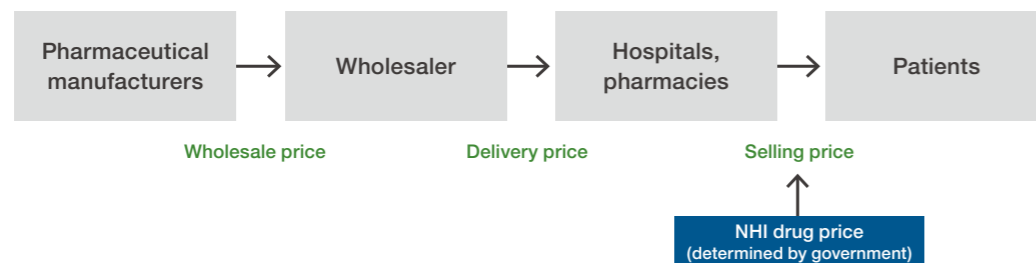 Pharmaceutical
manufacturers
Wholesaler
Hospitals,
pharmacies
Patients
Wholesale price
Delivery price
Selling price
NHI drug price
(determined by government)